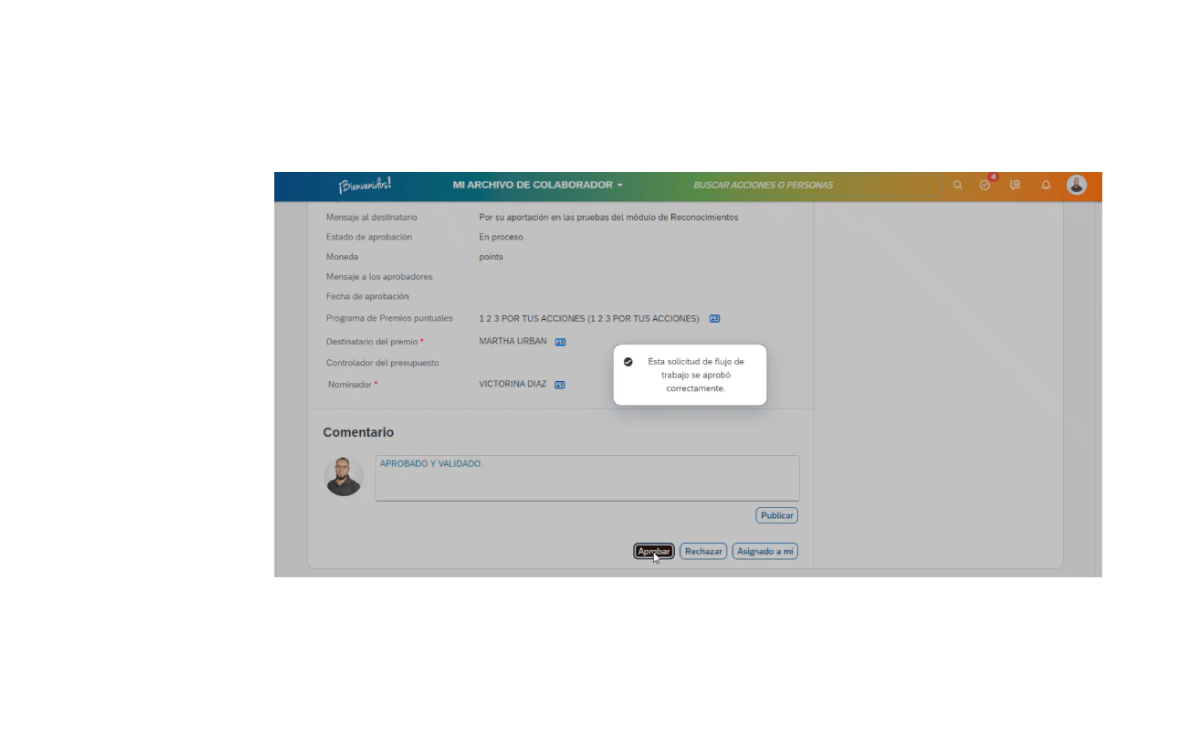 ¡Bienvenidos! MI ARCHIVO DE COLABORADOR BUSCAR ACCIONES O PERSONAS 4
Mensaje al destinatario Por su aportación en las pruebas del módulo de Reconocimientos
Estado de aprobación En proceso
Moneda points
Mensaje a los aprobadores
Fecha de aprobación
Programa de Premios puntuales 1 2 3 POR TUS ACCIONES (1 2 3 POR TUS ACCIONES)
Destinatario del premio * MARTHA URBAN
Controlador del presupuesto
Nominador * VICTORINA DIAZ
Esta solicitud de flujo de
trabajo se aprobó
correctamente.
Comentario
APROBADO Y VALIDADO.
Publicar
Aprobar Rechazar Asignado a mí